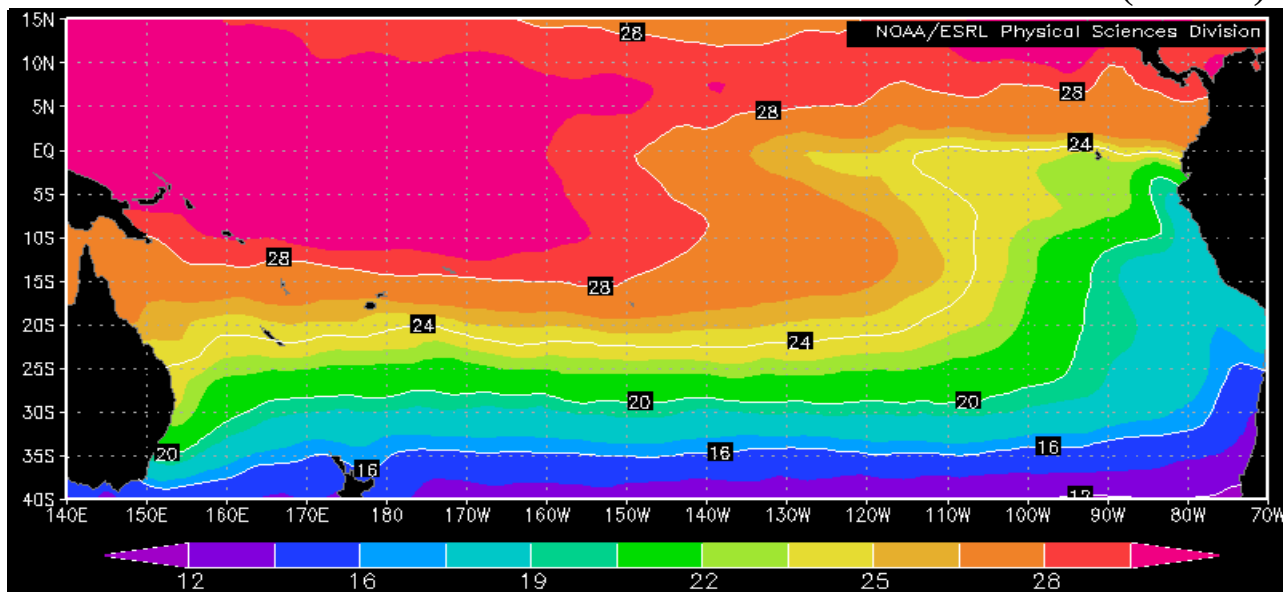 15N
NOAA/ESRL Physical Sciences Division
28
10N
5N
28
28
EQ
24
5S
10S
28
15S
28
20S
24
24
25S
30S
20
20
20
35S
16
16
16
40S
140E 150E 160E 170E 180 170W 160W 150W 140W 130W 120W 110W 100W 90W 80W 70W
12 16 19 22 25 28